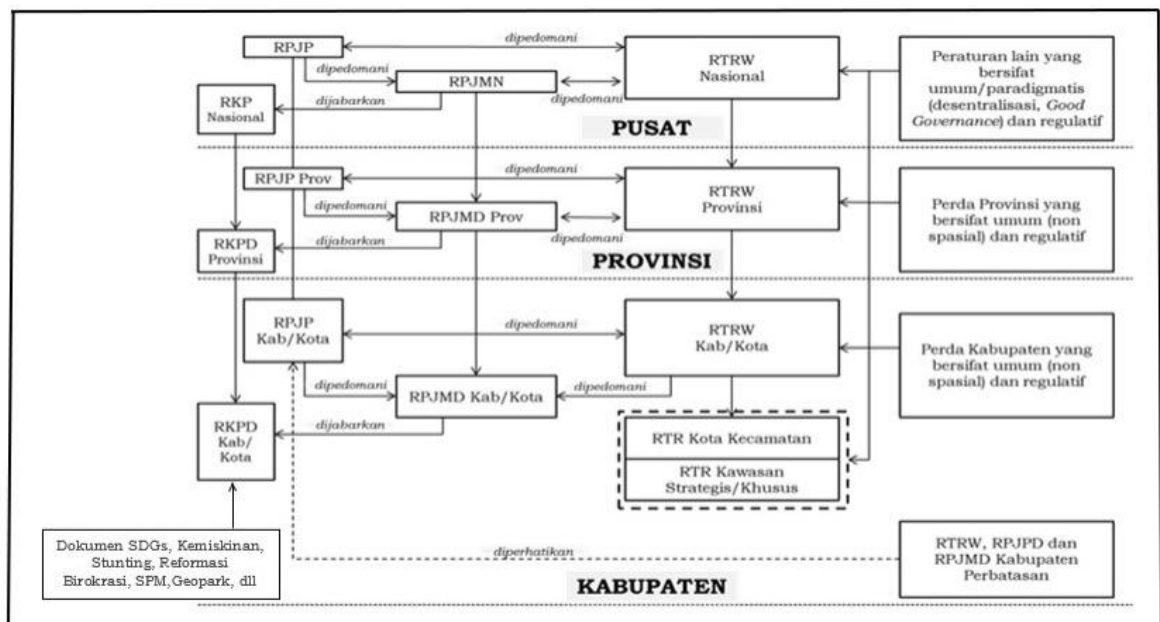 RPJP
dipedomani
RTRW
Nasional
Peraturan lain yang
bersifat
umum/paradigmatis
(desentralisasi, Good
Governance) dan regulatif
dipedomani
RPJMN
dipedomani
RKP
Nasional
dijabarkan
PUSAT
RPJP Prov
dipedomani
RTRW
Provinsi
Perda Provinsi yang
bersifat umum (non
spasial) dan regulatif
dipedomani
RPJMD Prov
dipedomani
RKPD
Provinsi
dijabarkan
PROVINSI
RPJP
Kab/Kota
dipedomani
RTRW
Kab/Kota
Perda Kabupaten yang
bersifat umum (non
spasial) dan regulatif
dipedomani
RPJMD Kab/Kota
dipedomani
RKPD
Kab/
Kota
dijabarkan
RTR Kota Kecamatan
RTR Kawasan
Strategis/Khusus
Dokumen SDGs, Kemiskinan,
Stunting, Reformasi
Birokrasi, SPM,Geopark, dll
diperhatikan
RTRW, RPJPD dan
RPJMD Kabupaten
Perbatasan
KABUPATEN